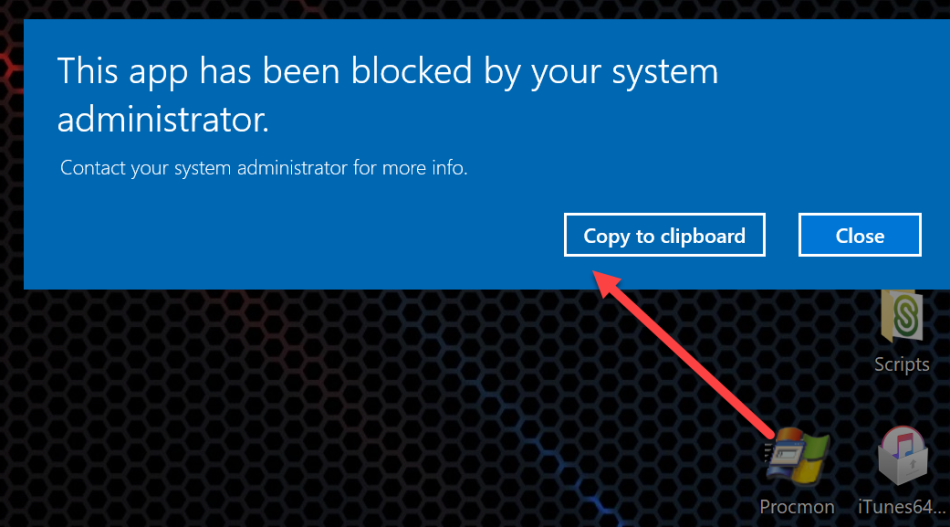 This app has been blocked by your system
administrator.
Contact your system administrator for more info.
Copy to clipboard
Close
Scripts
Procmon
iTunes64...